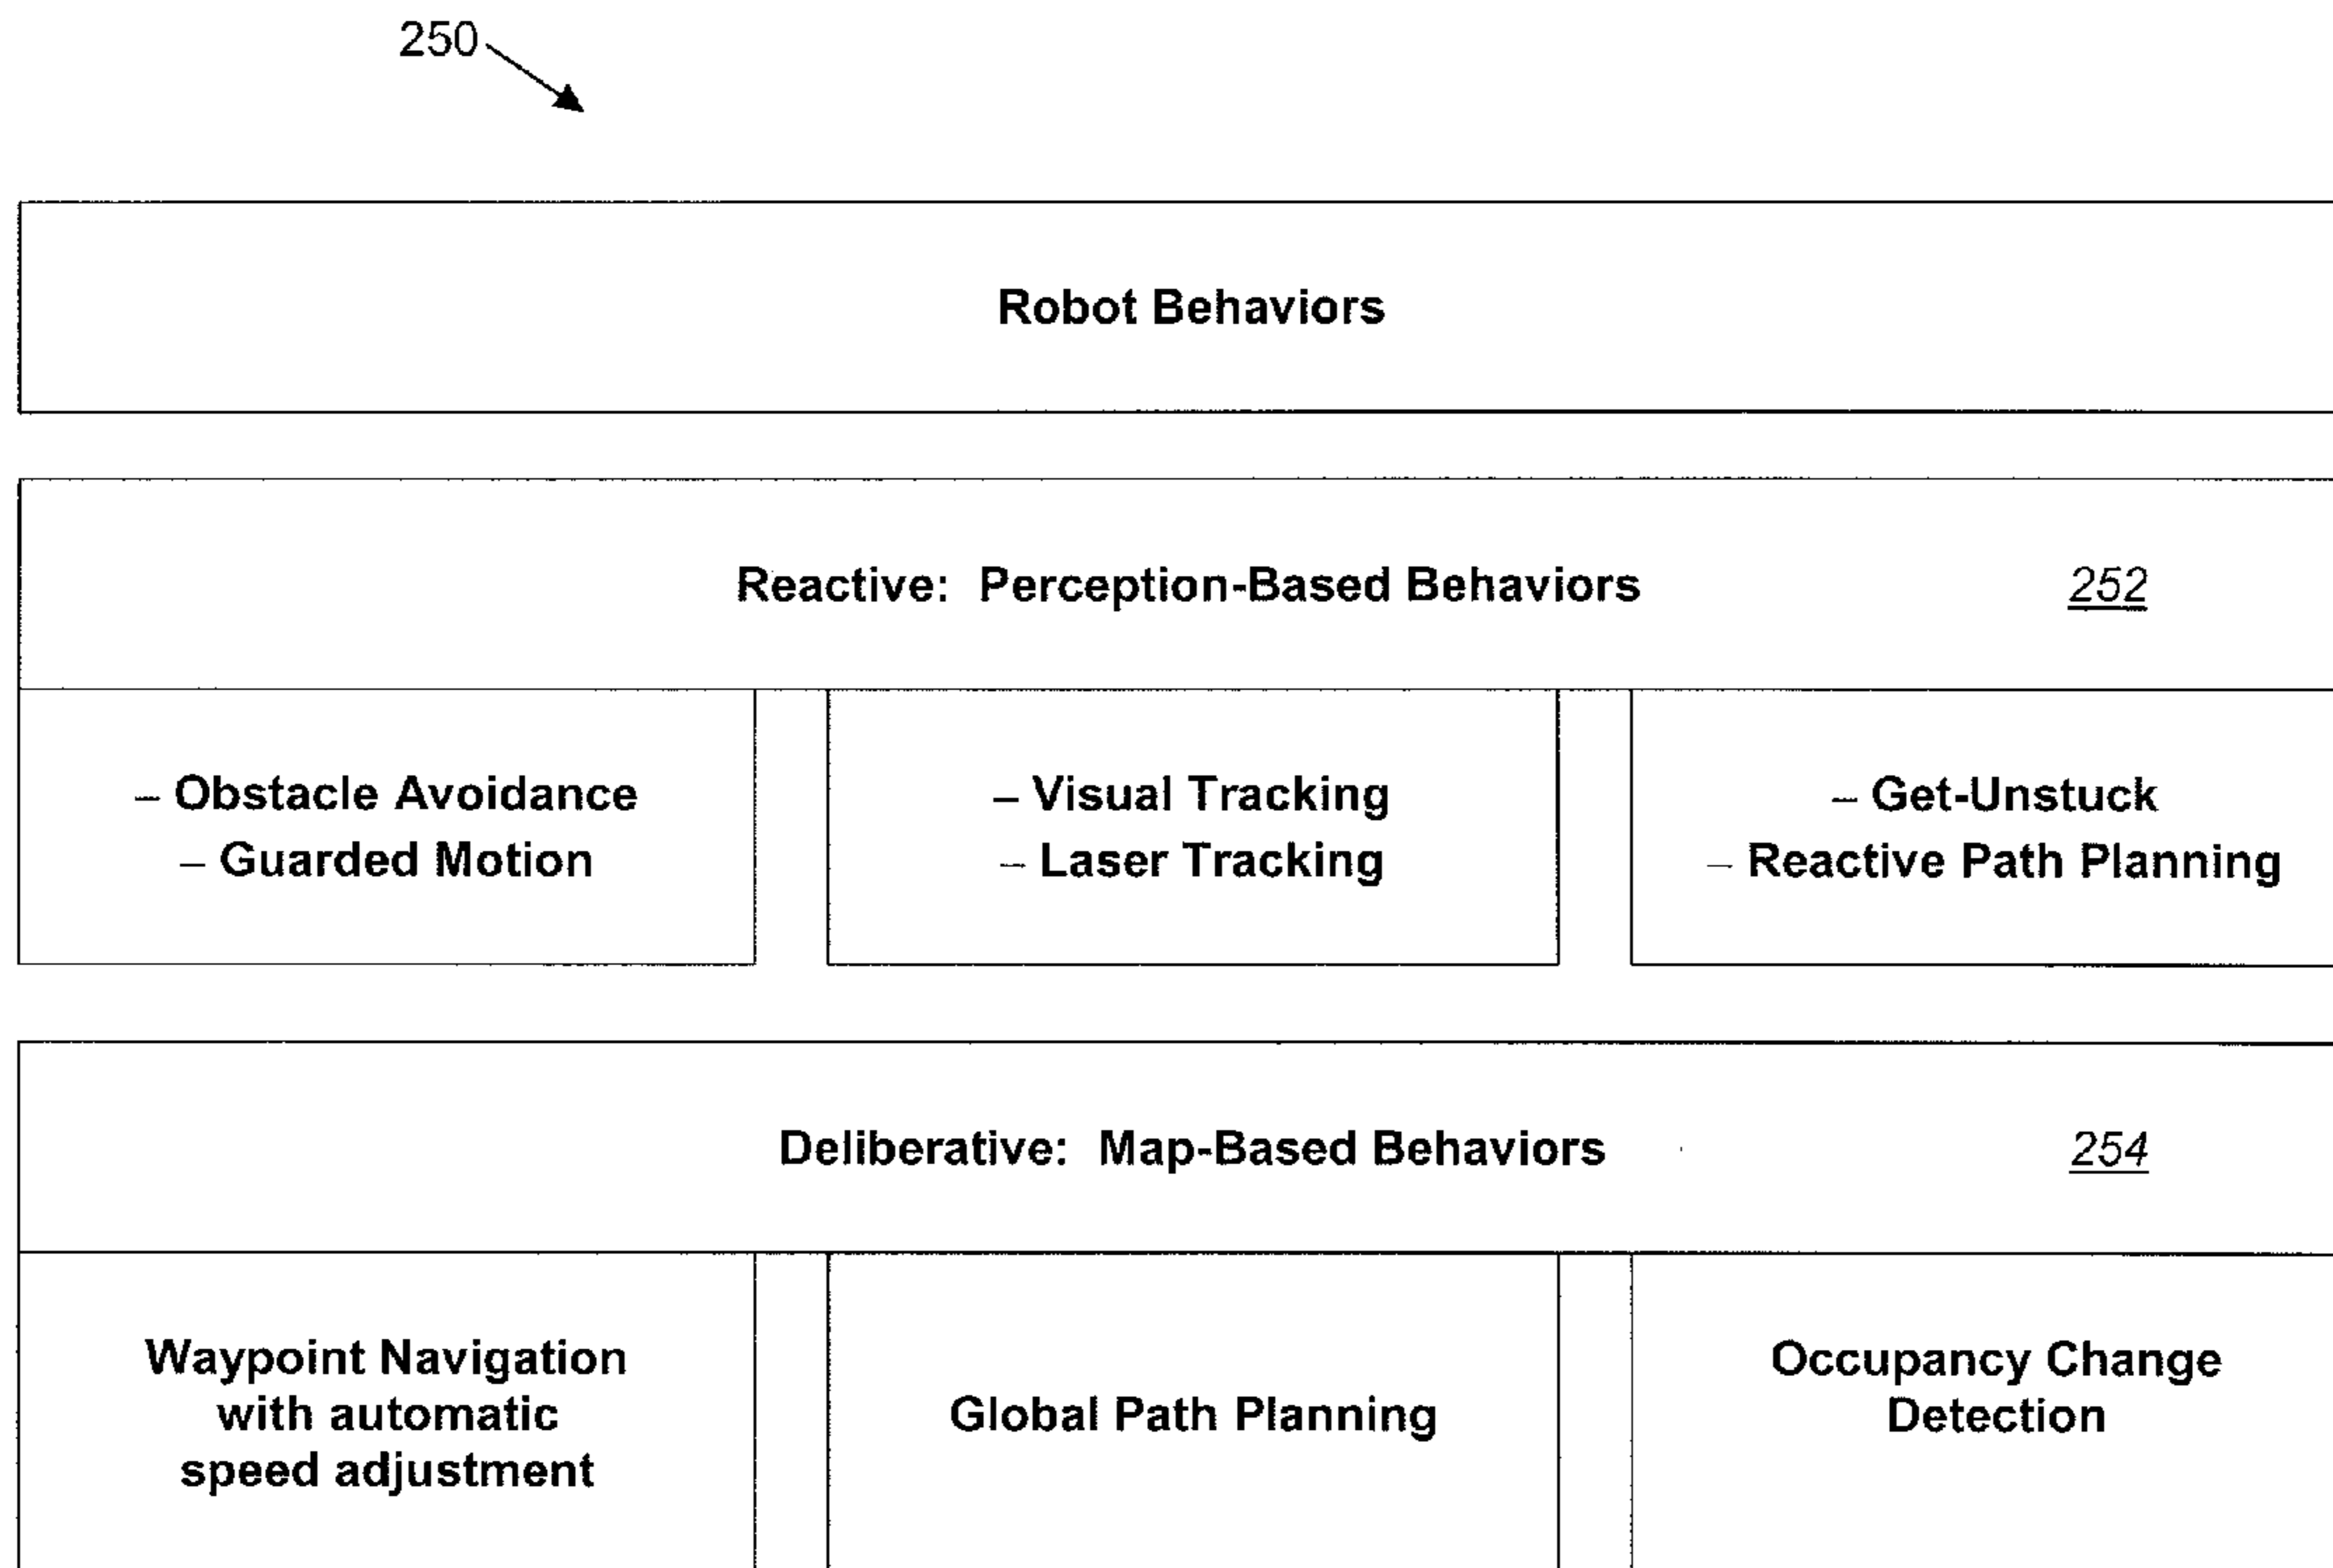 250
Robot Behaviors
Reactive: Perception-Based Behaviors 252
– Obstacle Avoidance
– Guarded Motion
– Visual Tracking
– Laser Tracking
– Get-Unstuck
– Reactive Path Planning
Deliberative: Map-Based Behaviors 254
Waypoint Navigation
with automatic
speed adjustment
Global Path Planning
Occupancy Change
Detection